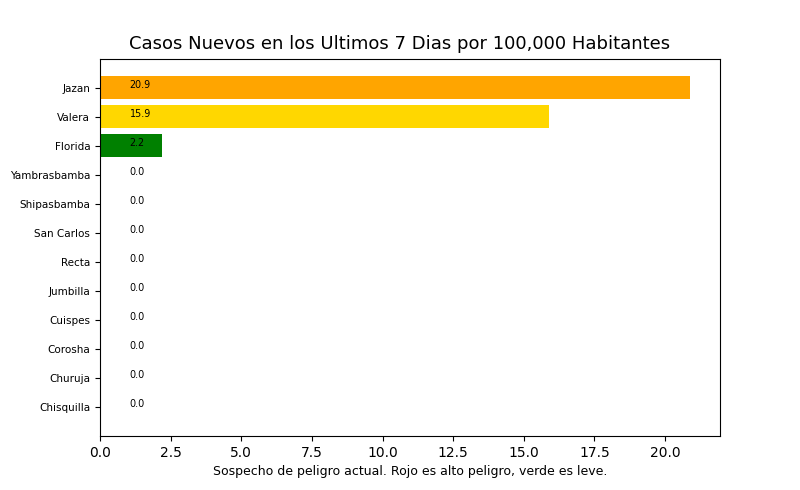 Casos Nuevos en los Ultimos 7 Dias por 100,000 Habitantes
Jazan 20.9
Valera 15.9
Florida 2.2
Yambrasbamba 0.0
Shipasbamba 0.0
San Carlos 0.0
Recta 0.0
Jumbilla 0.0
Cuispes 0.0
Corosha 0.0
Churuja 0.0
Chisquilla 0.0
0.0 2.5 5.0 7.5 10.0 12.5 15.0 17.5 20.0
Sospecho de peligro actual. Rojo es alto peligro, verde es leve.